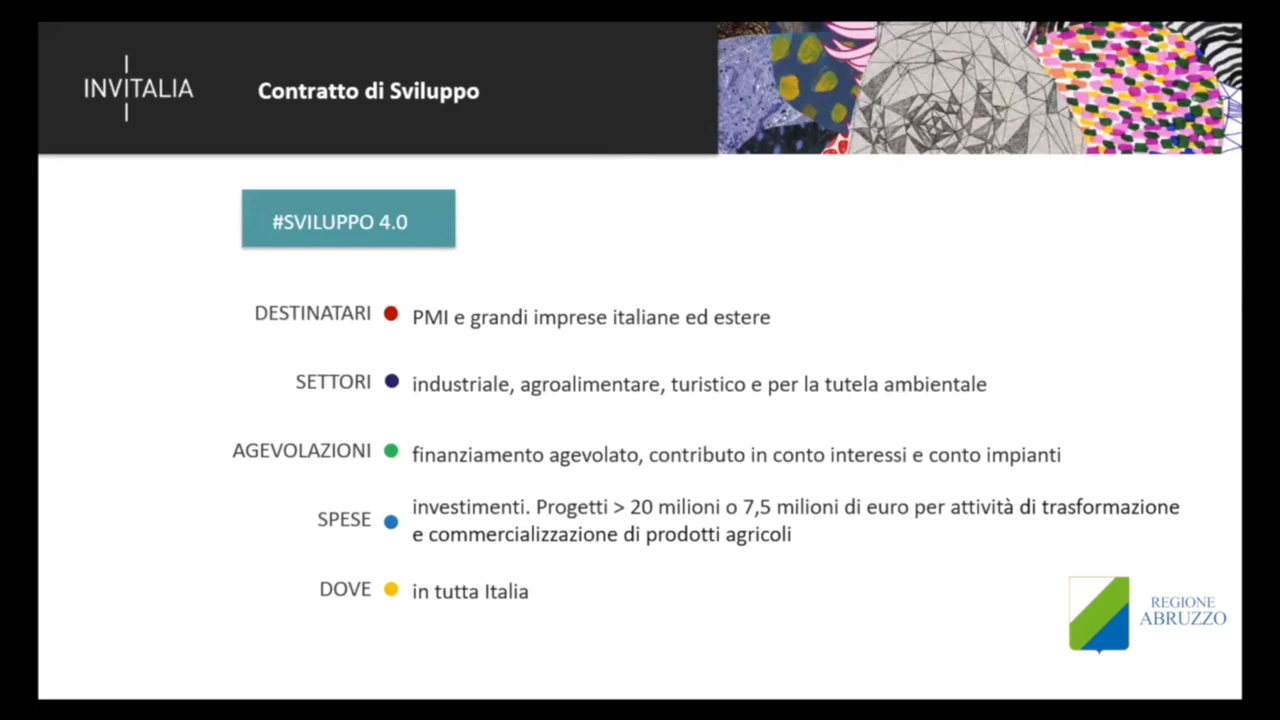 INVITALIA
Contratto di Sviluppo
#SVILUPPO 4.0
DESTINATARI
PMI e grandi imprese italiane ed estere
SETTORI
industriale, agroalimentare, turistico e per la tutela ambientale
AGEVOLAZIONI
finanziamento agevolato, contributo in conto interessi e conto impianti
SPESE
investimenti. Progetti > 20 milioni o 7,5 milioni di euro per attività di trasformazione
e commercializzazione di prodotti agricoli
DOVE
in tutta Italia
REGIONE
ABRUZZO